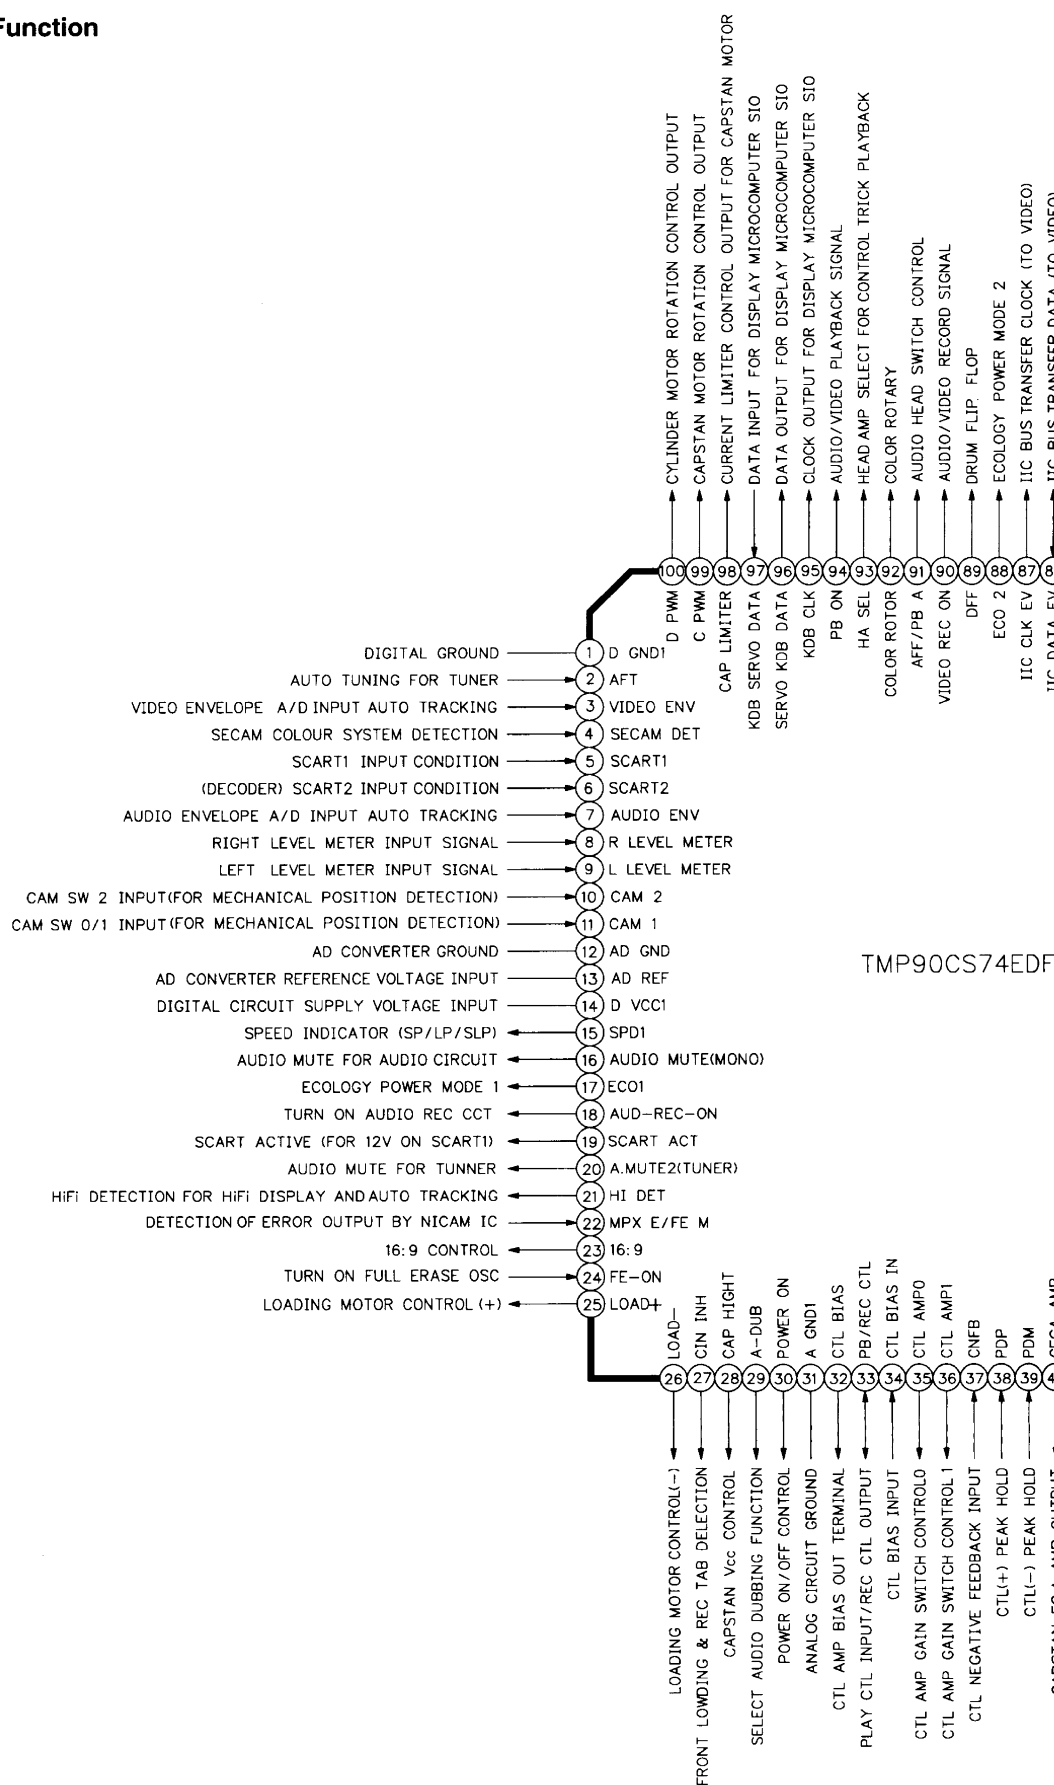 Function
CYLINDER MOTOR ROTATION CONTROL OUTPUT
CAPSTAN MOTOR ROTATION CONTROL OUTPUT
CURRENT LIMITER CONTROL OUTPUT FOR CAPSTAN MOTOR
DATA INPUT FOR DISPLAY MICROCOMPUTER SIO
DATA OUTPUT FOR DISPLAY MICROCOMPUTER SIO
CLOCK OUTPUT FOR DISPLAY MICROCOMPUTER SIO
AUDIO/VIDEO PLAYBACK SIGNAL
HEAD AMP SELECT FOR CONTROL TRICK PLAYBACK
COLOR ROTARY
AUDIO HEAD SWITCH CONTROL
AUDIO/VIDEO RECORD SIGNAL
DRUM FLIP. FLOP
ECOLOGY POWER MODE 2
IIC BUS TRANSFER CLOCK (TO VIDEO)
IIC BUS TRANSFER DATA (TO VIDEO)
100 99 98 97 96 95 94 93 92 91 90 89 88 87 8
D PWM
C PWM
CAP LIMITER
KDB SERVO DATA
SERVO KDB DATA
KDB CLK
PB ON
HA SEL
COLOR ROTOR
AFF/PB A
VIDEO REC ON
DFF
ECO 2
IIC CLK EV
IIC DATA EV
DIGITAL GROUND 1 D GND1
AUTO TUNING FOR TUNER 2 AFT
VIDEO ENVELOPE A/D INPUT AUTO TRACKING 3 VIDEO ENV
SECAM COLOUR SYSTEM DETECTION 4 SECAM DET
SCART1 INPUT CONDITION 5 SCART1
(DECODER) SCART2 INPUT CONDITION 6 SCART2
AUDIO ENVELOPE A/D INPUT AUTO TRACKING 7 AUDIO ENV
RIGHT LEVEL METER INPUT SIGNAL 8 R LEVEL METER
LEFT LEVEL METER INPUT SIGNAL 9 L LEVEL METER
CAM SW 2 INPUT(FOR MECHANICAL POSITION DETECTION) 10 CAM 2
CAM SW 0/1 INPUT(FOR MECHANICAL POSITION DETECTION) 11 CAM 1
AD CONVERTER GROUND 12 AD GND
TMP90CS74EDF
AD CONVERTER REFERENCE VOLTAGE INPUT 13 AD REF
DIGITAL CIRCUIT SUPPLY VOLTAGE INPUT 14 D VCC1
SPEED INDICATOR (SP/LP/SLP) 15 SPD1
AUDIO MUTE FOR AUDIO CIRCUIT 16 AUDIO MUTE(MONO)
ECOLOGY POWER MODE 1 17 ECO1
TURN ON AUDIO REC CCT 18 AUD-REC-ON
SCART ACTIVE (FOR 12V ON SCART1) 19 SCART ACT
AUDIO MUTE FOR TUNNER 20 A.MUTE2(TUNER)
HiFi DETECTION FOR HiFi DISPLAY AND AUTO TRACKING 21 HI DET
DETECTION OF ERROR OUTPUT BY NICAM IC 22 MPX E/FE M
16:9 CONTROL 23 16:9
TURN ON FULL ERASE OSC 24 FE-ON
LOADING MOTOR CONTROL (+) 25 LOAD+
LOAD-
CIN INH
CAP HIGHT
A-DUB
POWER ON
A GND1
CTL BIAS
PB/REC CTL
CTL BIAS IN
CTL AMP0
CTL AMP1
CNFB
PDP
PDM
26 27 28 29 30 31 32 33 34 35 36 37 38 39 4
LOADING MOTOR CONTROL(-)
FRONT LOWDING & REC TAB DELECTION
CAPSTAN Vcc CONTROL
SELECT AUDIO DUBBING FUNCTION
POWER ON/OFF CONTROL
ANALOG CIRCUIT GROUND
CTL AMP BIAS OUT TERMINAL
PLAY CTL INPUT/REC CTL OUTPUT
CTL BIAS INPUT
CTL AMP GAIN SWITCH CONTROL0
CTL AMP GAIN SWITCH CONTROL 1
CTL NEGATIVE FEEDBACK INPUT
CTL(+) PEAK HOLD
CTL(-) PEAK HOLD